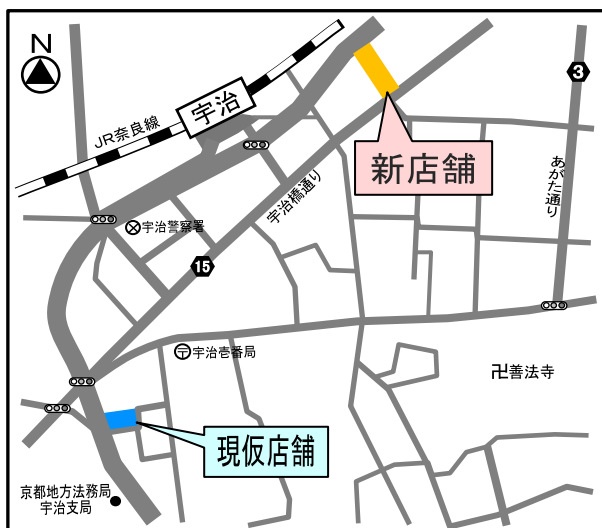 N
宇治
JR奈良線
3
新店舗
あがた通り
宇治橋通り
宇治警察署
15
宇治壱番局
卍善法寺
現仮店舗
京都地方法務局
宇治支局